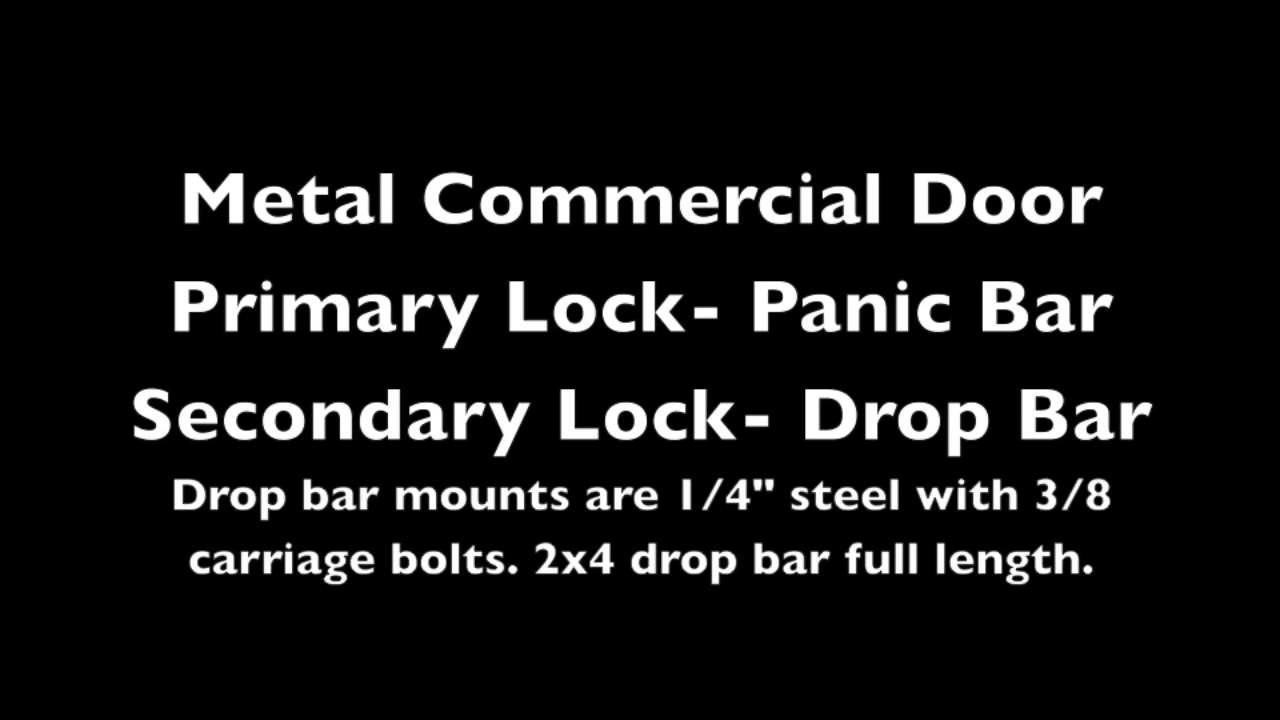 Metal Commercial Door
Primary Lock- Panic Bar
Secondary Lock- Drop Bar
Drop bar mounts are 1/4" steel with 3/8
carriage bolts. 2x4 drop bar full length.